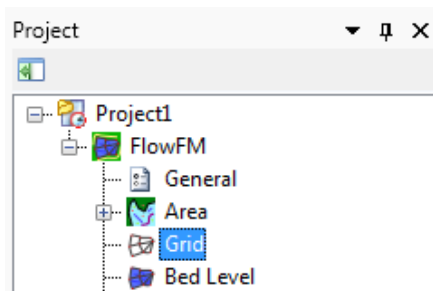 Project
Project1
FlowFM
General
Area
Grid
Bed Level